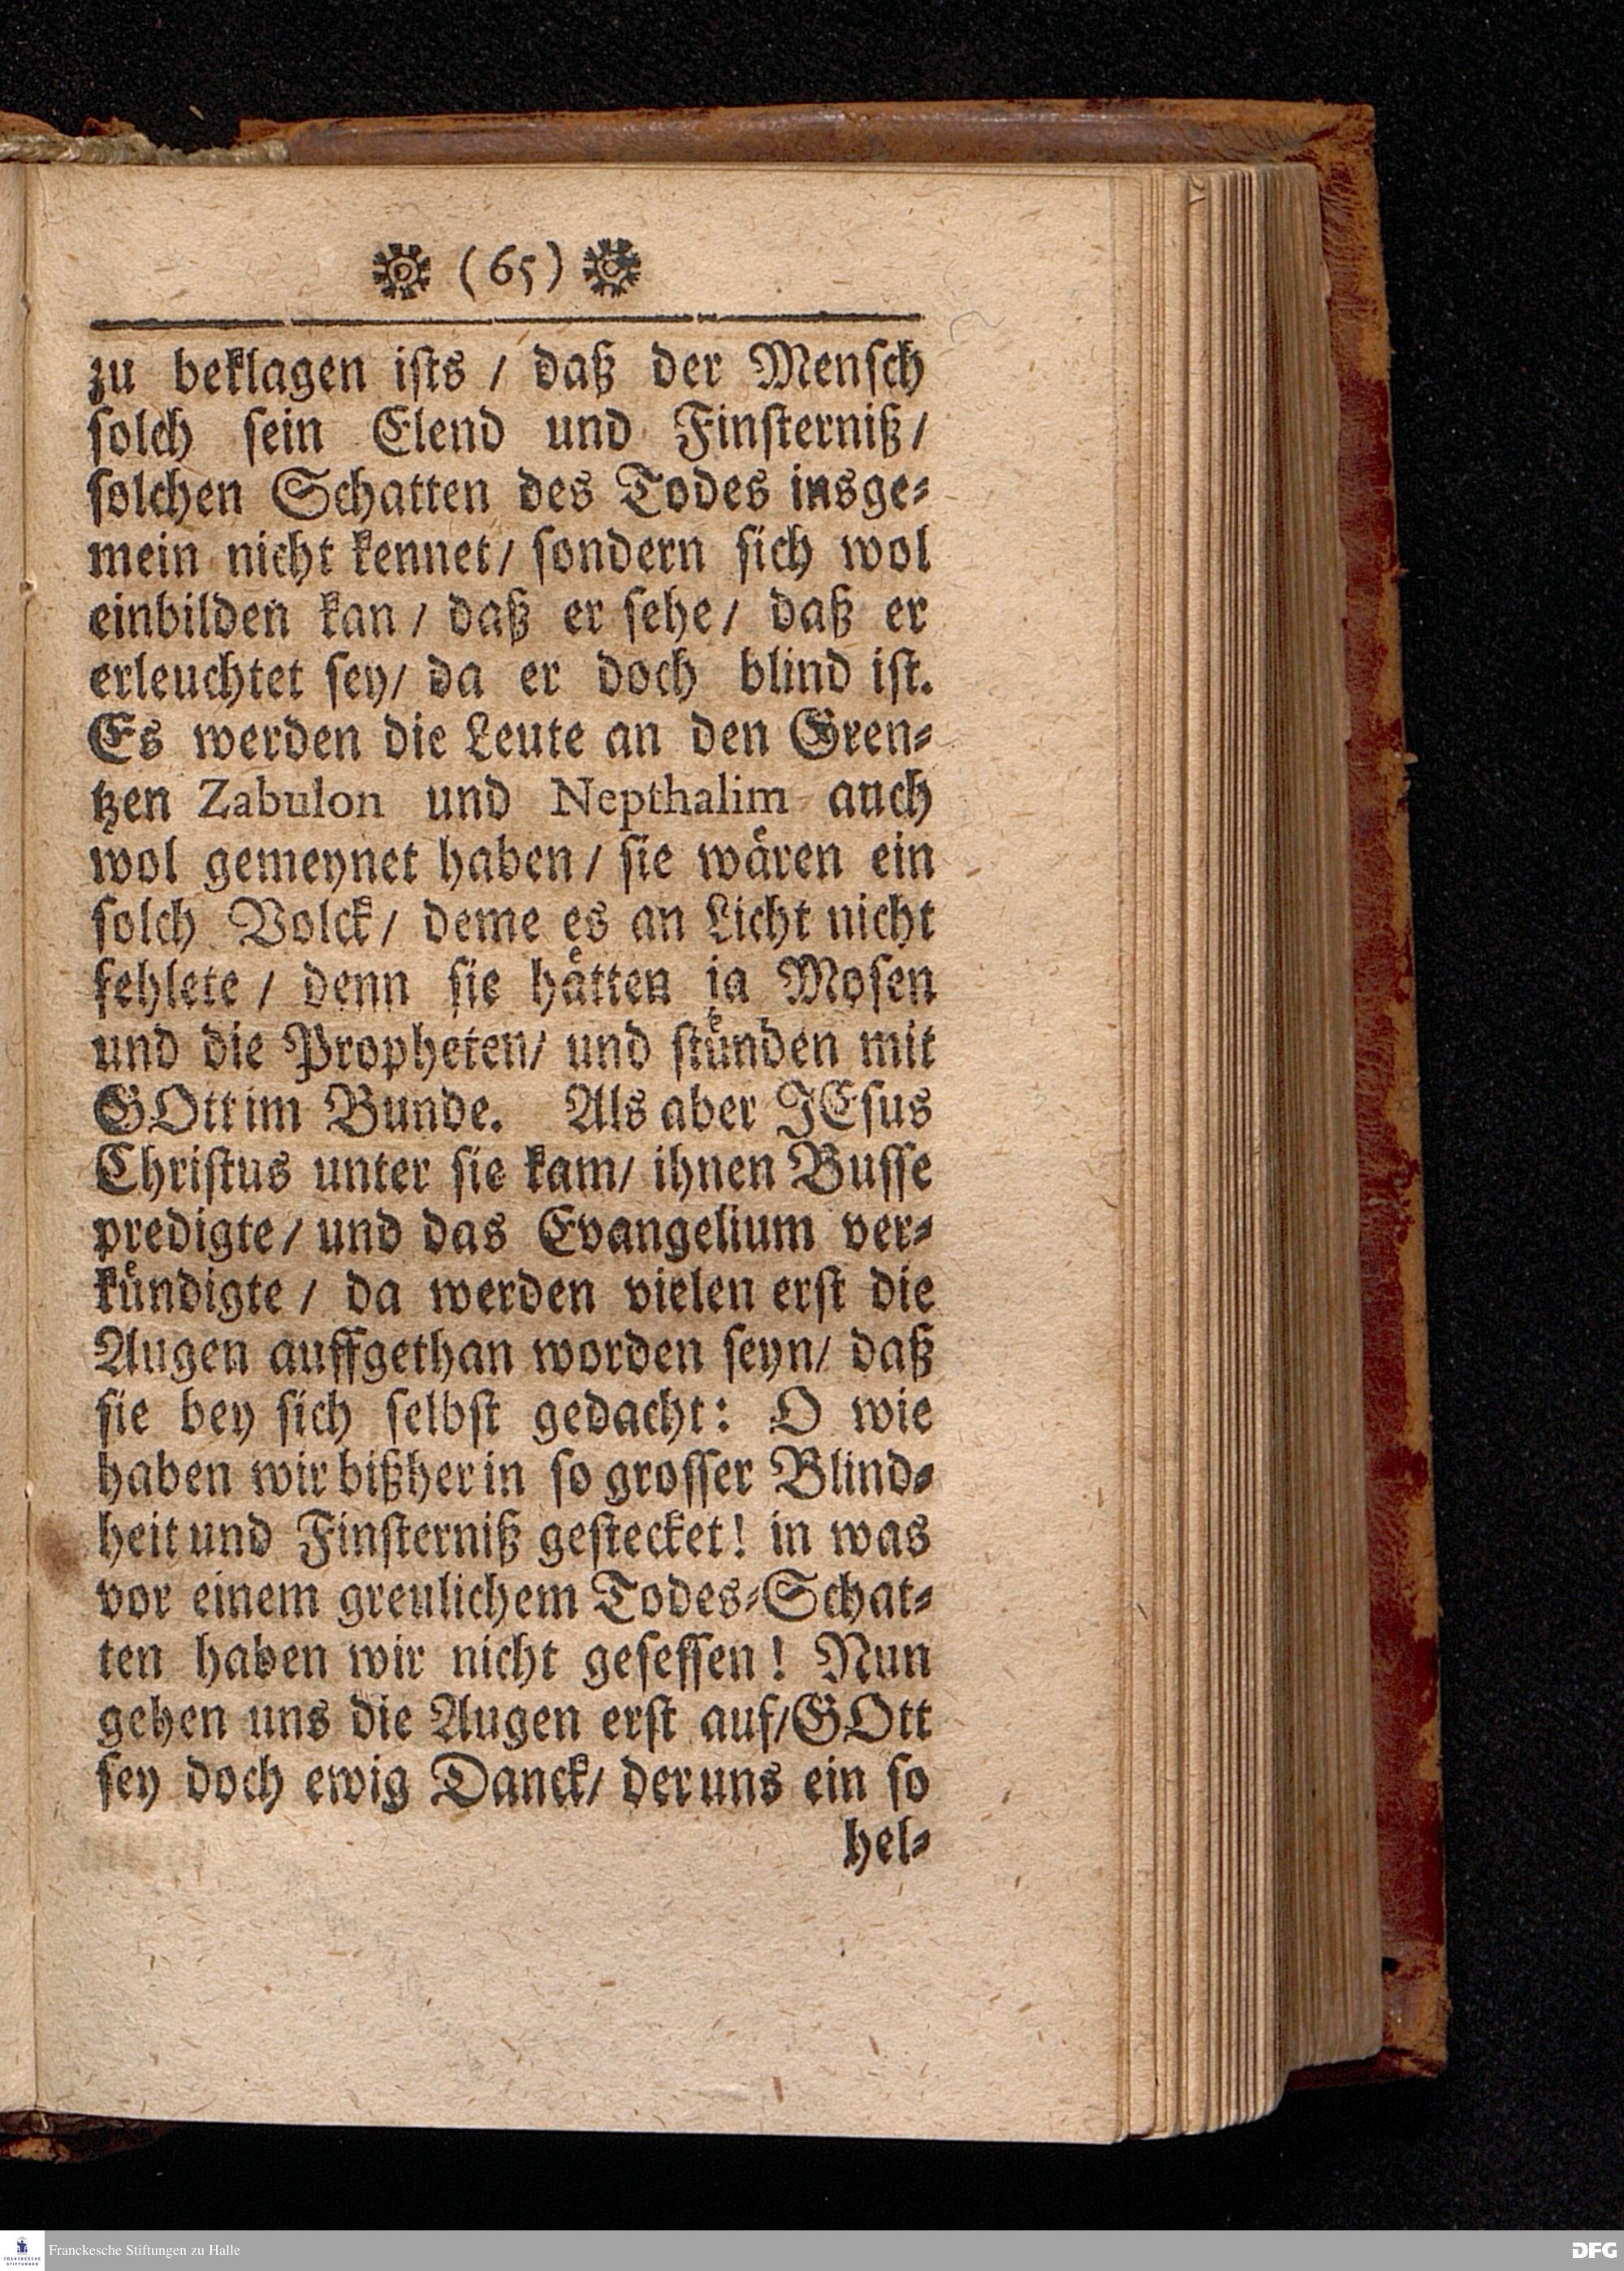 (65)
zu beklagen ists / daß der Mensch
solch sein Elend und Finsterniß/
solchen Schatten des Todes insge-
mein nicht kennet/ sondern sich wol
einbilden kan / daß er sehe/ daß er
erleuchtet sey/ da er doch blind ist.
Es werden die Leute an den Gren-
tzen Zabulon und Nepthalim auch
wol gemeynet haben/ sie wären ein
solch Volck/ deme es an Licht nicht
fehlete / denn sie hätten ja Mosen
und die Propheten/ und stünden mit
GOtt im Bunde. Als aber JEsus
Christus unter sie kam/ ihnen Busse
predigte/ und das Evangelium ver-
kündigte / da werden vielen erst die
Augen auffgethan worden seyn/ daß
sie bey sich selbst gedacht: O wie
haben wir bißher in so grosser Blind-
heit und Finsterniß gestecket! in was
vor einem greulichem Todes-Schat-
ten haben wir nicht gesessen! Nun
gehen uns die Augen erst auf/GOtt
sey doch ewig Danck/ der uns ein so
hel-
FRANCKESCHE
STIFTUNGEN
Franckesche Stiftungen zu Halle
DFG